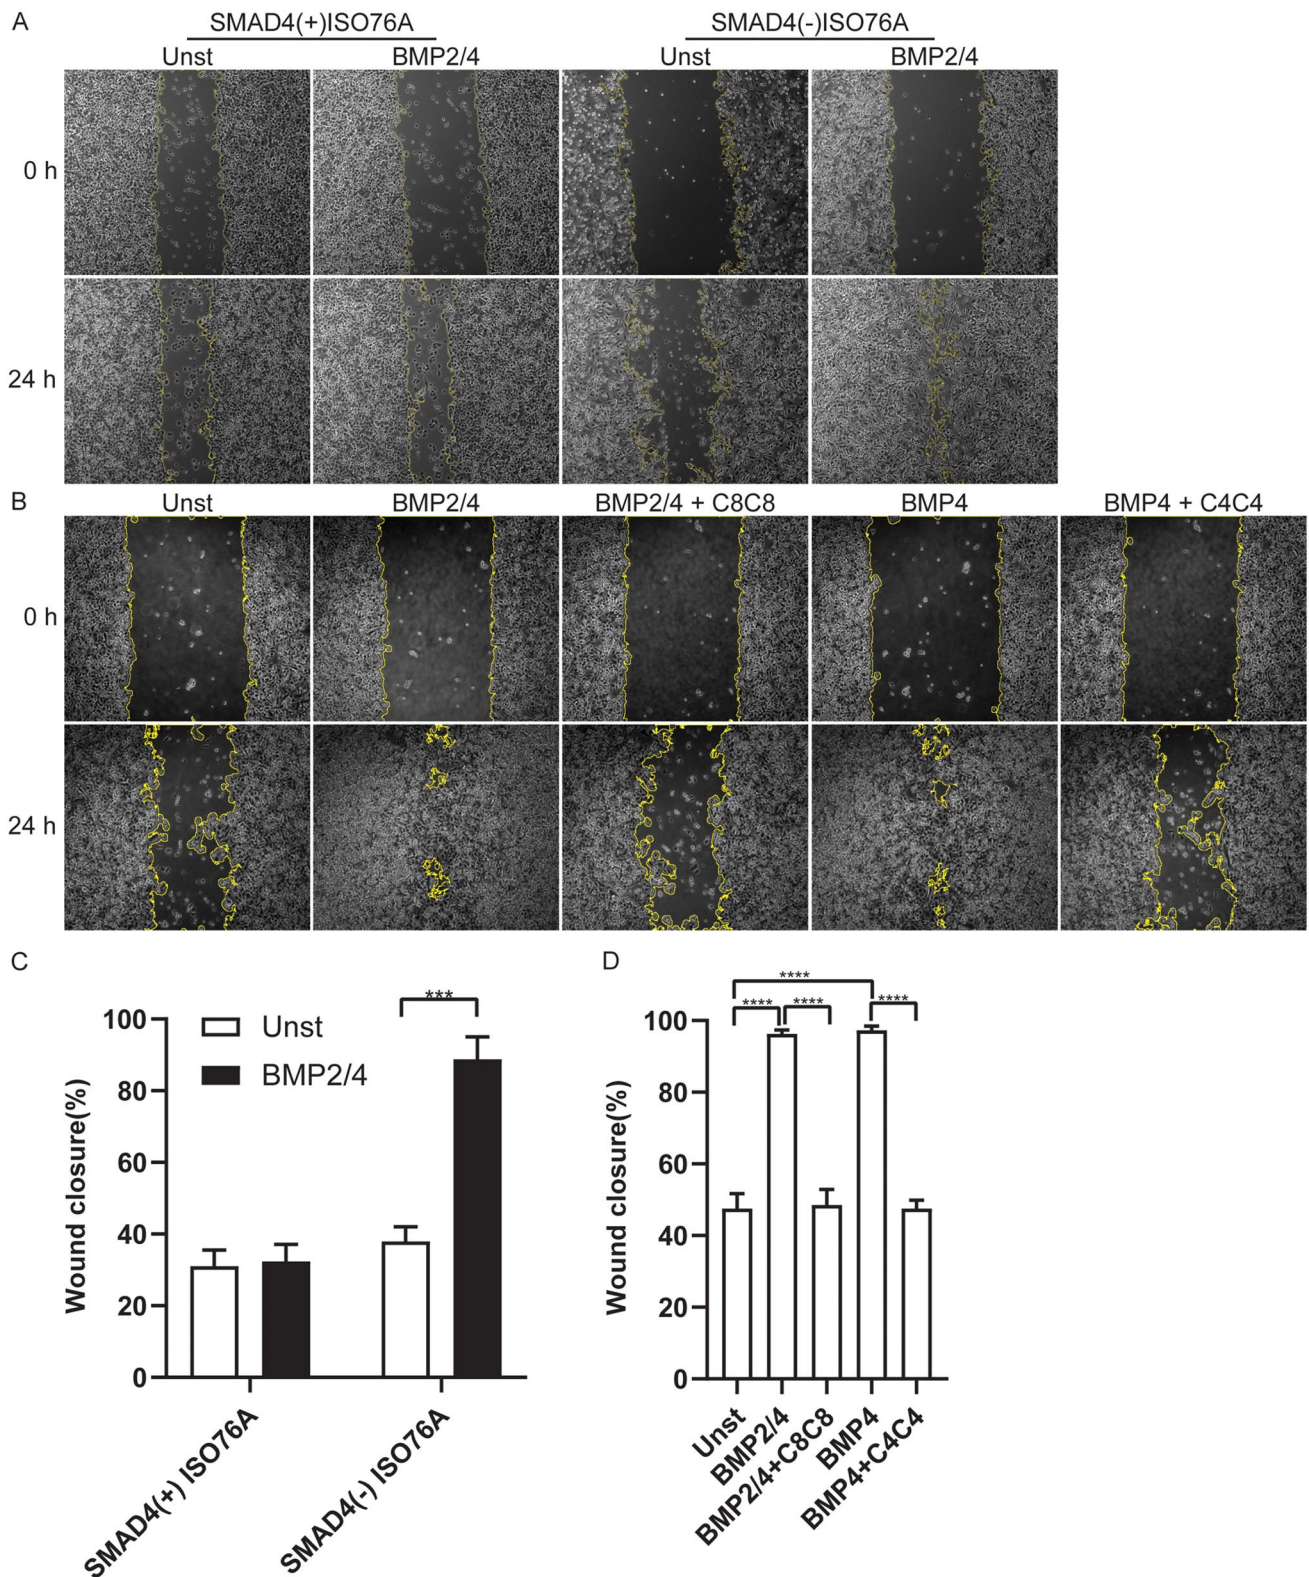 A
SMAD4(+)ISO76A
SMAD4(-)ISO76A
Unst
BMP2/4
Unst
BMP2/4
0 h
24 h
B
Unst
BMP2/4
BMP2/4 + C8C8
BMP4
BMP4 + C4C4
0 h
24 h
C
***
Unst
BMP2/4
Wound closure(%)
100
80
60
40
20
0
SMAD4(+) ISO76A
SMAD4(-) ISO76A
D
****
****
****
****
Wound closure(%)
100
80
60
40
20
0
Unst
BMP2/4
BMP2/4+C8C8
BMP4
BMP4+C4C4